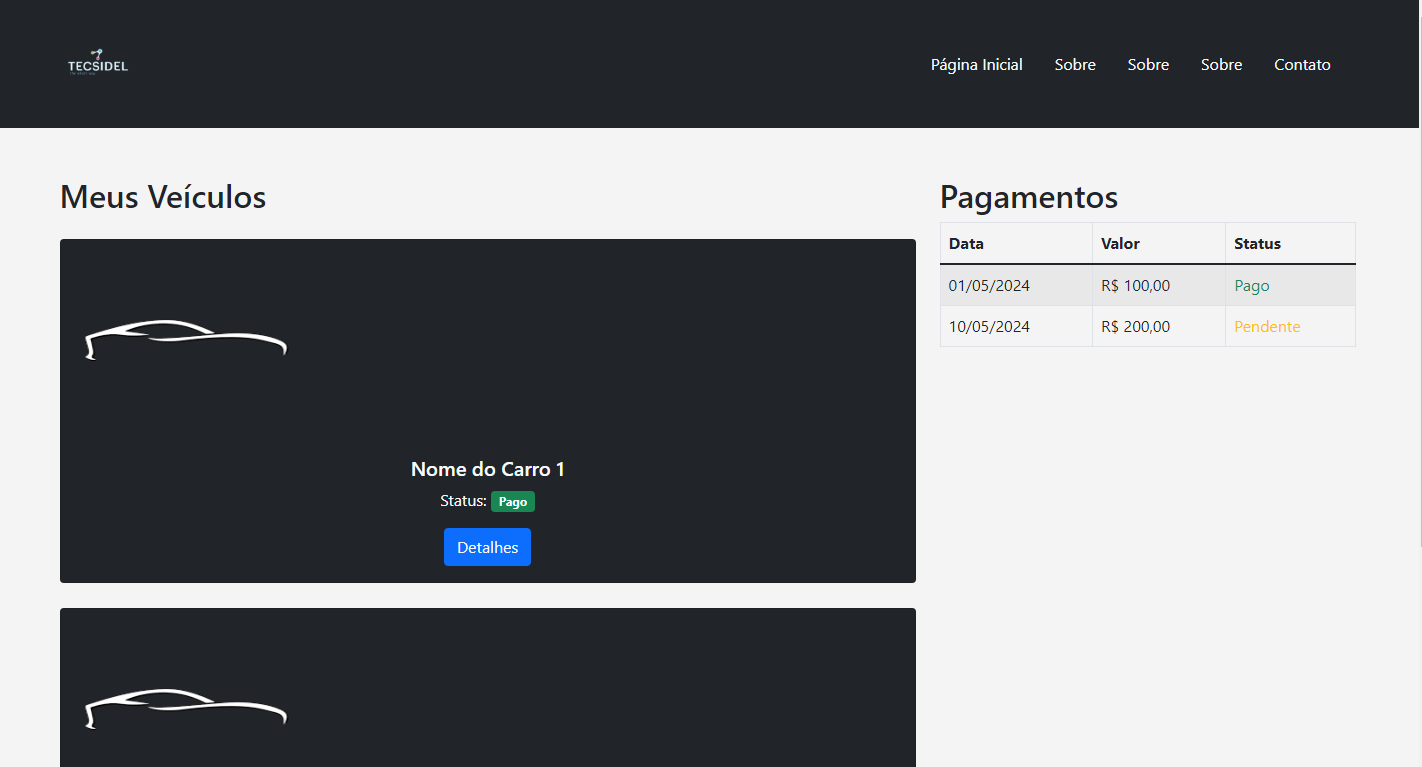 TECSIDEL
Página Inicial Sobre Sobre Sobre Contato
Meus Veículos
Nome do Carro 1
Status: Pago
Detalhes
Pagamentos
Data Valor Status
01/05/2024 R$ 100,00 Pago
10/05/2024 R$ 200,00 Pendente